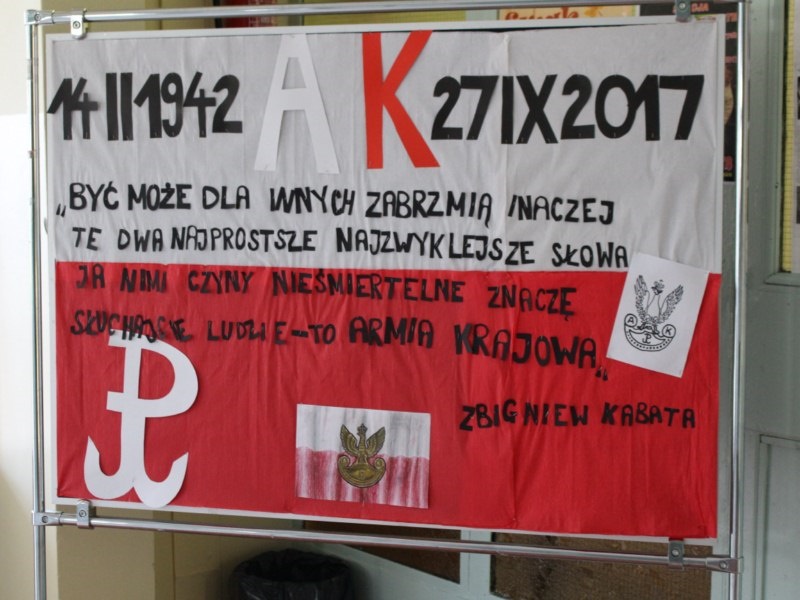 14 II 1942 AK 27 IX 2017
„BYĆ MOŻE DLA INNYCH ZABRZMIĄ INACZEJ
TE DWA NAJPROSTSZE NAJZWYKLEJSZE SŁOWA
JA NIMI CZYNY NIEŚMIERTELNE ZNACZĘ
SŁUCHAJCIE LUDZIE – TO ARMIA KRAJOWA„
ZBIGNIEW KABATA
A K